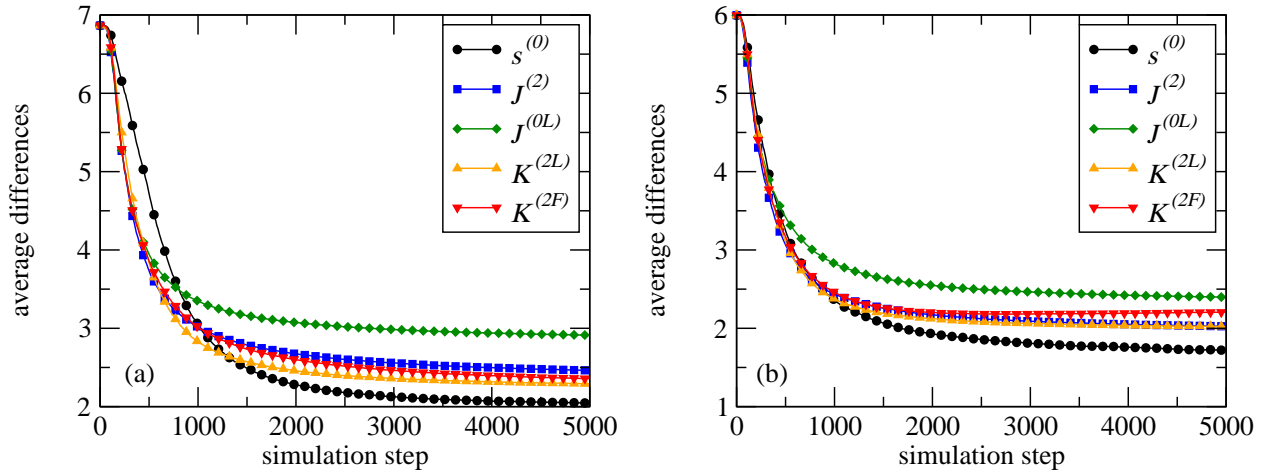 7
6
5
4
3
2
0 1000 2000 3000 4000 5000
simulation step
average differences
(a)
s^(0)
J^(2)
J^(0L)
K^(2L)
K^(2F)
6
5
4
3
2
1
0 1000 2000 3000 4000 5000
simulation step
average differences
(b)
s^(0)
J^(2)
J^(0L)
K^(2L)
K^(2F)